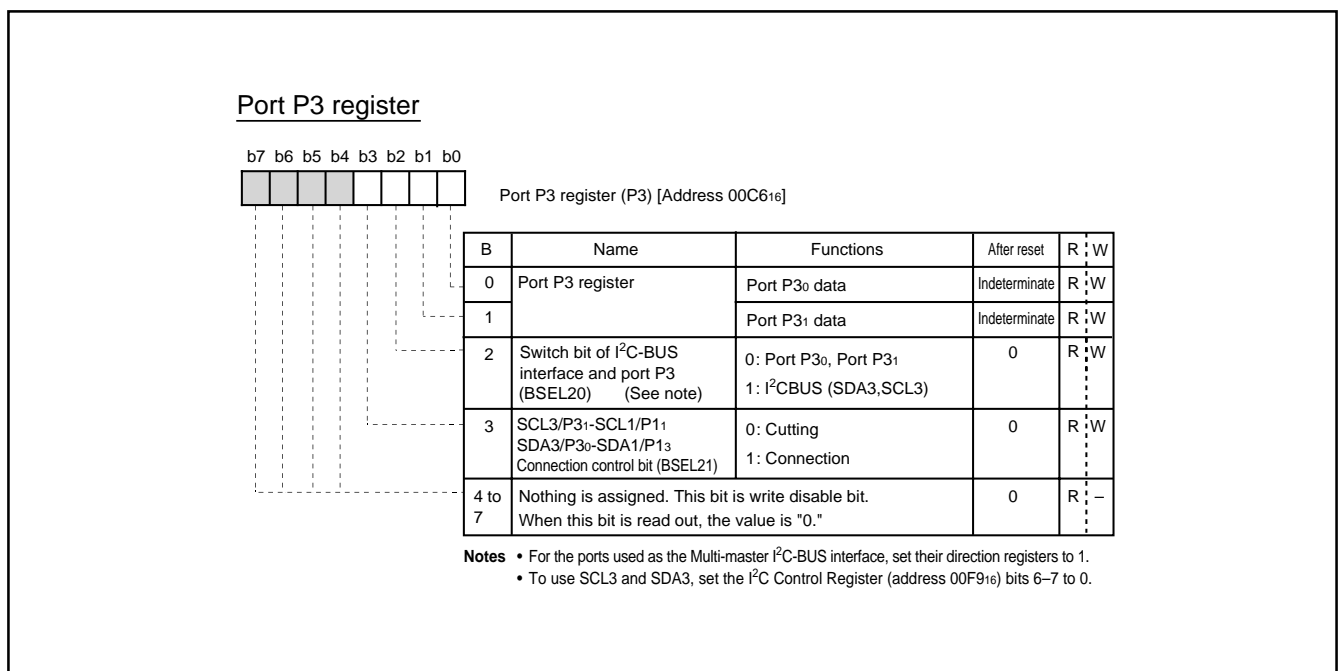 Port P3 register
b7 b6 b5 b4 b3 b2 b1 b0
Port P3 register (P3) [Address 00C616]
B Name Functions After reset R W
0 Port P3 register Port P30 data Indeterminate R W
1 Port P31 data Indeterminate R W
2 Switch bit of I2C-BUS 0: Port P30, Port P31 0 R W
interface and port P3
(BSEL20) (See note) 1: I2CBUS (SDA3,SCL3)
3 SCL3/P31-SCL1/P11 0: Cutting 0 R W
SDA3/P30-SDA1/P13
Connection control bit (BSEL21) 1: Connection
4 to Nothing is assigned. This bit is write disable bit. 0 R –
7 When this bit is read out, the value is "0."
Notes • For the ports used as the Multi-master I2C-BUS interface, set their direction registers to 1.
• To use SCL3 and SDA3, set the I2C Control Register (address 00F916) bits 6–7 to 0.